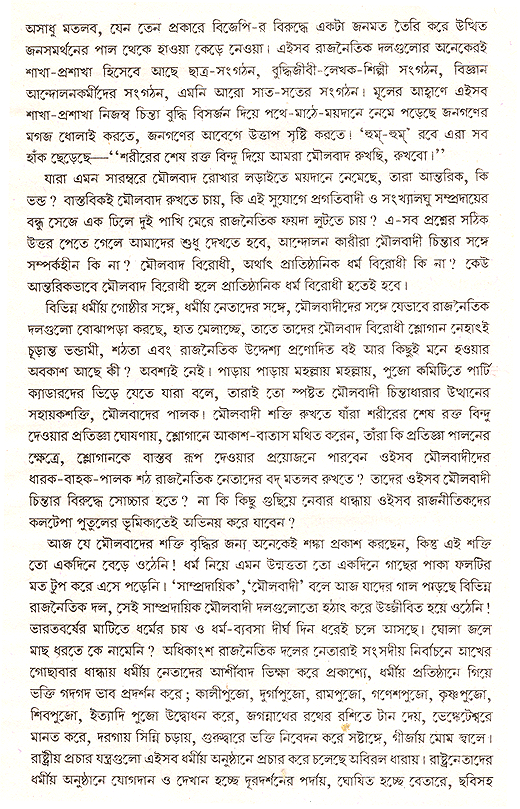 অসাধু মতলব, যেন তেন প্রকারে বিজেপি-র বিরুদ্ধে একটা জনমত তৈরি করে উত্থিত
জনসমর্থনের পাল থেকে হাওয়া কেড়ে নেওয়া। এইসব রাজনৈতিক দলগুলোর অনেকেরই
শাখা-প্রশাখা হিসেবে আছে ছাত্র-সংগঠন, বুদ্ধিজীবী-লেখক-শিল্পী সংগঠন, বিজ্ঞান
আন্দোলনকর্মীদের সংগঠন, এমনি আরো সাত-সতের সংগঠন। মূলের আহ্বাণে এইসব
শাখা-প্রশাখা নিজস্ব চিন্তা বুদ্ধি বিসর্জন দিয়ে পথে-মাঠে-ময়দানে নেমে পড়েছে জনগণের
মগজ ধোলাই করতে, জনগণের আবেগে উত্তাপ সৃষ্টি করতে। ‘হুম্-হুম্’ রবে এরা সব
হাঁক ছেড়েছে—‘‘শরীরের শেষ রক্ত বিন্দু দিয়ে আমরা মৌলবাদ রুখছি, রুখবো।’’
যারা এমন সারম্বরে মৌলবাদ রোখার লড়াইতে ময়দানে নেমেছে, তারা আন্তরিক, কি
ভন্ড? বাস্তবিকই মৌলবাদ রুখতে চায়, কি এই সুযোগে প্রগতিবাদী ও সংখ্যালঘু সম্প্রদায়ের
বন্ধু সেজে এক ঢিলে দুই পাখি মেরে রাজনৈতিক ফয়দা লুটতে চায়? এ-সব প্রশ্নের সঠিক
উত্তর পেতে গেলে আমাদের শুধু দেখতে হবে, আন্দোলন কারীরা মৌলবাদী চিন্তার সঙ্গে
সম্পর্কহীন কি না? মৌলবাদ বিরোধী, অর্থাৎ প্রাতিষ্ঠানিক ধর্ম বিরোধী কি না? কেউ
আন্তরিকভাবে মৌলবাদ বিরোধী হলে প্রাতিষ্ঠানিক ধর্ম বিরোধী হতেই হবে।
বিভিন্ন ধর্মীয় গোষ্ঠীর সঙ্গে, ধর্মীয় নেতাদের সঙ্গে, মৌলবাদীদের সঙ্গে যেভাবে রাজনৈতিক
দলগুলো বোঝাপড়া করছে, হাত মেলাচ্ছে, তাতে তাদের মৌলবাদ বিরোধী শ্লোগান নেহাৎই
চূড়ান্ত ভন্ডামী, শঠতা এবং রাজনৈতিক উদ্দেশ্য প্রণোদিত বই আর কিছুই মনে হওয়ার
অবকাশ আছে কী? অবশ্যই নেই। পাড়ায় পাড়ায় মহল্লায় মহল্লায়, পুজো কমিটিতে পার্টি
ক্যাডারদের ভিড়ে যেতে যারা বলে, তারাই তো স্পষ্টত মৌলবাদী চিন্তাধারার উত্থানের
সহায়কশক্তি, মৌলবাদের পালক। মৌলবাদী শক্তি রুখতে যাঁরা শরীরের শেষ রক্ত বিন্দু
দেওয়ার প্রতিজ্ঞা ঘোষণায়, শ্লোগানে আকাশ-বাতাস মথিত করেন, তাঁরা কি প্রতিজ্ঞা পালনের
ক্ষেত্রে, শ্লোগানকে বাস্তব রূপ দেওয়ার প্রয়োজনে পারবেন ওইসব মৌলবাদীদের
ধারক-বাহক-পালক শঠ রাজনৈতিক নেতাদের বদ্ মতলব রুখতে? তাদের ওইসব মৌলবাদী
চিন্তার বিরুদ্ধে সোচ্চার হতে? না কি কিছু গুছিয়ে নেবার ধান্ধায় ওইসব রাজনীতিকদের
কলটেপা পুতুলের ভূমিকাতেই অভিনয় করে যাবেন?
আজ যে মৌলবাদের শক্তি বৃদ্ধির জন্য অনেকেই শঙ্কা প্রকাশ করছেন, কিন্তু এই শক্তি
তো একদিনে বেড়ে ওঠেনি! ধর্ম নিয়ে এমন উন্মত্ততা তো একদিনে গাছের পাকা ফলটির
মত টুপ করে এসে পড়েনি। ‘সাম্প্রদায়িক’, ‘মৌলবাদী’ বলে আজ যাদের গাল পাড়ছে বিভিন্ন
রাজনৈতিক দল, সেই সাম্প্রদায়িক মৌলবাদী দলগুলোতো হঠাৎ করে উজ্জীবিত হয়ে ওঠেনি!
ভারতবর্ষের মাটিতে ধর্মের চাষ ও ধর্ম-ব্যবসা দীর্ঘ দিন ধরেই চলে আসছে। ঘোলা জলে
মাছ ধরতে কে নামেনি? অধিকাংশ রাজনৈতিক দলের নেতারাই সংসদীয় নির্বাচনে আখের
গোছাবার ধান্ধায় ধর্মীয় নেতাদের আর্শীবাদ ভিক্ষা করে প্রকাশ্যে, ধর্মীয় প্রতিষ্ঠানে গিয়ে
ভক্তি গদগদ ভাব প্রদর্শন করে; কালীপুজো, দুর্গাপুজো, রামপুজো, গণেশপুজো, কৃষ্ণপুজো,
শিবপুজো, ইত্যাদি পুজো উদ্বোধন করে, জগন্নাথের রথের রশিতে টান দেয়, ভেঙ্কটেশ্বরে
মানত করে, দরগায় সিন্নি চড়ায়, গুরুদ্বারে ভক্তি নিবেদন করে সষ্টাঙ্গে, গীর্জায় মোম জ্বালে।
রাষ্ট্রীয় প্রচার যন্ত্রগুলো এইসব ধর্মীয় অনুষ্ঠানে প্রচার করে চলেছে অবিরল ধারায়। রাষ্ট্রনেতাদের
ধর্মীয় অনুষ্ঠানে যোগদান ও দেখান হচ্ছে দূরদর্শনের পর্দায়, ঘোষিত হচ্ছে বেতারে, ছবিসহ